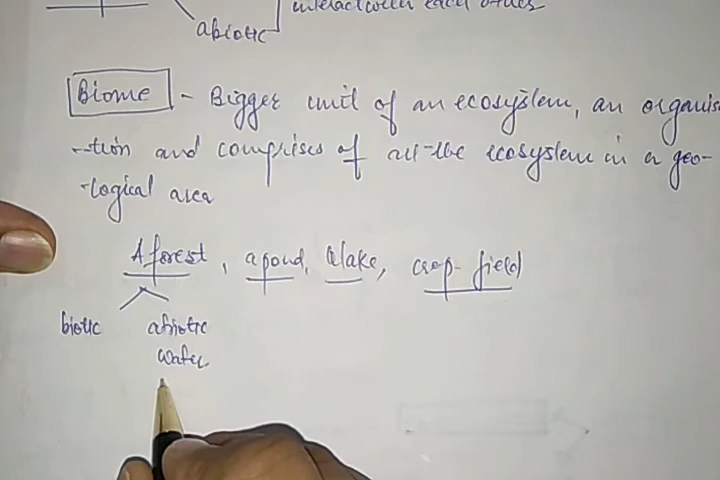 interact with each other
abiotic
Biome - Bigger unit of an ecosystem, an organis
-tion and comprises of all the ecosystem in a geo-
-logical area
A forest, a pond, a lake, crop-field
biotic abiotic
water